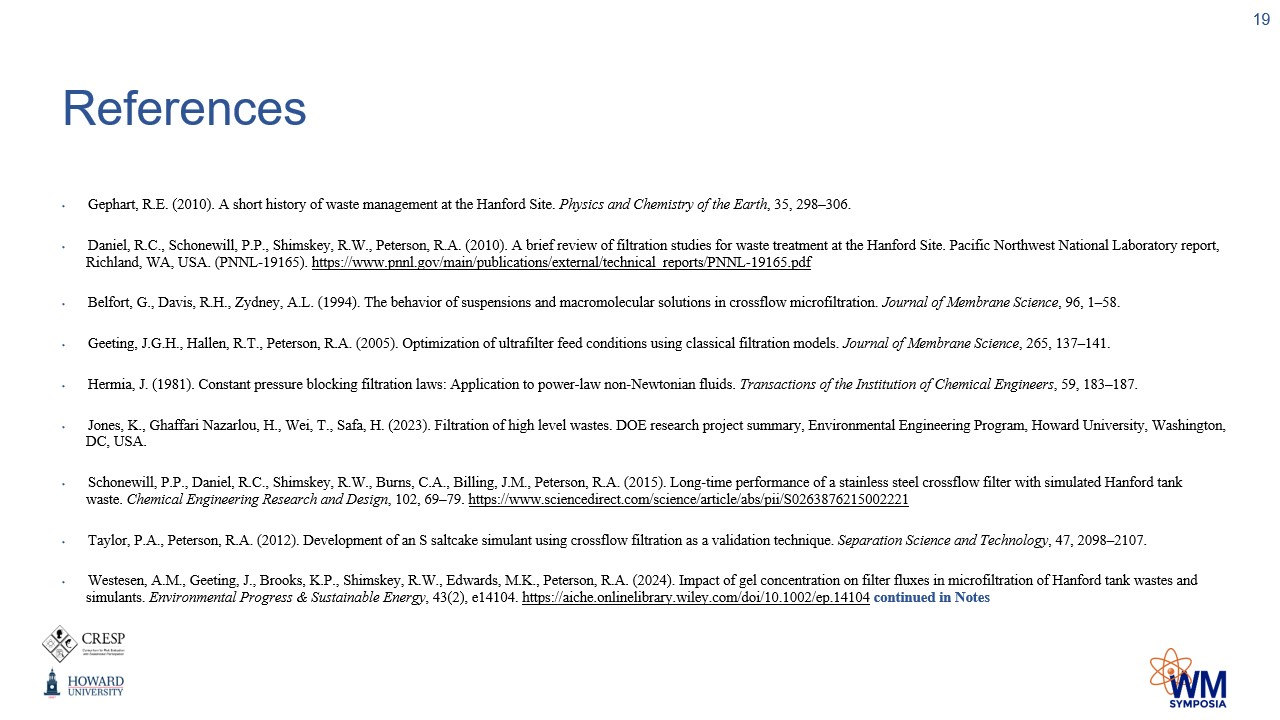 19
References
• Gephart, R.E. (2010). A short history of waste management at the Hanford Site. Physics and Chemistry of the Earth, 35, 298–306.
• Daniel, R.C., Schonewill, P.P., Shimskey, R.W., Peterson, R.A. (2010). A brief review of filtration studies for waste treatment at the Hanford Site. Pacific Northwest National Laboratory report,
Richland, WA, USA. (PNNL-19165). https://www.pnnl.gov/main/publications/external/technical_reports/PNNL-19165.pdf
• Belfort, G., Davis, R.H., Zydney, A.L. (1994). The behavior of suspensions and macromolecular solutions in crossflow microfiltration. Journal of Membrane Science, 96, 1–58.
• Geeting, J.G.H., Hallen, R.T., Peterson, R.A. (2005). Optimization of ultrafilter feed conditions using classical filtration models. Journal of Membrane Science, 265, 137–141.
• Hermia, J. (1981). Constant pressure blocking filtration laws: Application to power-law non-Newtonian fluids. Transactions of the Institution of Chemical Engineers, 59, 183–187.
• Jones, K., Ghaffari Nazarlou, H., Wei, T., Safa, H. (2023). Filtration of high level wastes. DOE research project summary, Environmental Engineering Program, Howard University, Washington,
DC, USA.
• Schonewill, P.P., Daniel, R.C., Shimskey, R.W., Burns, C.A., Billing, J.M., Peterson, R.A. (2015). Long-time performance of a stainless steel crossflow filter with simulated Hanford tank
waste. Chemical Engineering Research and Design, 102, 69–79. https://www.sciencedirect.com/science/article/abs/pii/S0263876215002221
• Taylor, P.A., Peterson, R.A. (2012). Development of an S saltcake simulant using crossflow filtration as a validation technique. Separation Science and Technology, 47, 2098–2107.
• Westesen, A.M., Geeting, J., Brooks, K.P., Shimskey, R.W., Edwards, M.K., Peterson, R.A. (2024). Impact of gel concentration on filter fluxes in microfiltration of Hanford tank wastes and
simulants. Environmental Progress & Sustainable Energy, 43(2), e14104. https://aiche.onlinelibrary.wiley.com/doi/10.1002/ep.14104 continued in Notes
CRESP
HOWARD
UNIVERSITY
WM
SYMPOSIA